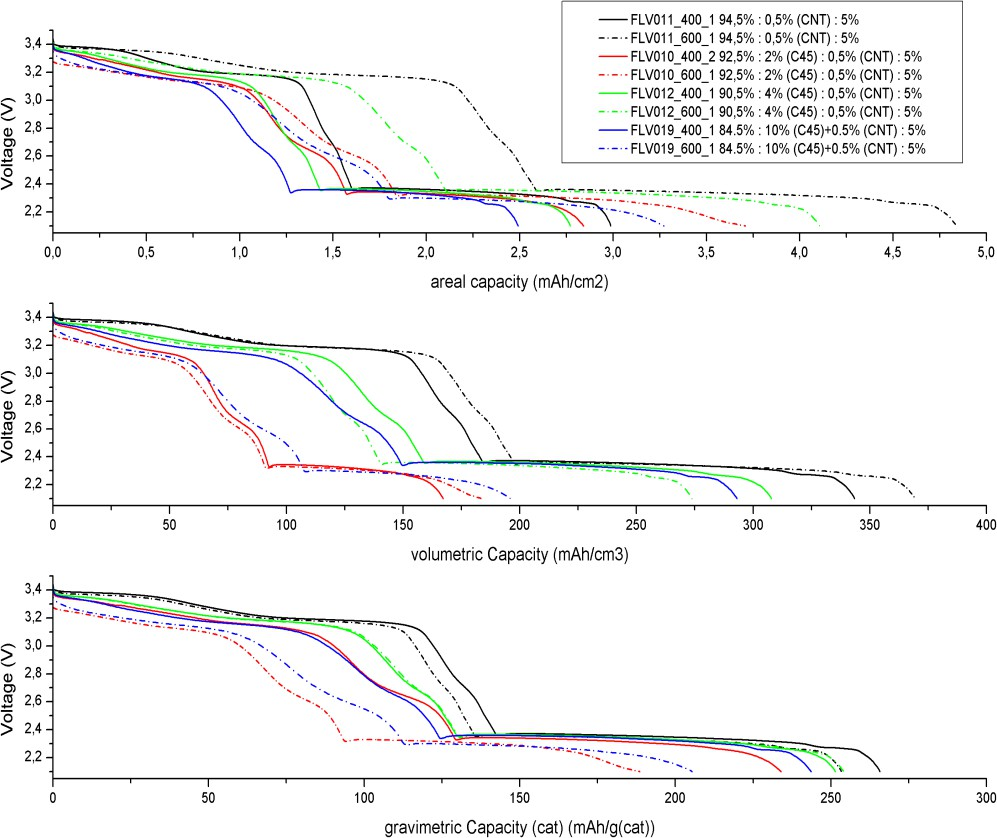 FLV011_400_1 94,5% : 0,5% (CNT) : 5%
FLV011_600_1 94,5% : 0,5% (CNT) : 5%
FLV010_400_2 92,5% : 2% (C45) : 0,5% (CNT) : 5%
FLV010_600_1 92,5% : 2% (C45) : 0,5% (CNT) : 5%
FLV012_400_1 90,5% : 4% (C45) : 0,5% (CNT) : 5%
FLV012_600_1 90,5% : 4% (C45) : 0,5% (CNT) : 5%
FLV019_400_1 84.5% : 10% (C45)+0.5% (CNT) : 5%
FLV019_600_1 84.5% : 10% (C45)+0.5% (CNT) : 5%
Voltage (V)
3,4
3,2
3,0
2,8
2,6
2,4
2,2
0,0 0,5 1,0 1,5 2,0 2,5 3,0 3,5 4,0 4,5 5,0
areal capacity (mAh/cm2)
Voltage (V)
3,4
3,2
3,0
2,8
2,6
2,4
2,2
0 50 100 150 200 250 300 350 400
volumetric Capacity (mAh/cm3)
Voltage (V)
3,4
3,2
3,0
2,8
2,6
2,4
2,2
0 50 100 150 200 250 300
gravimetric Capacity (cat) (mAh/g(cat))